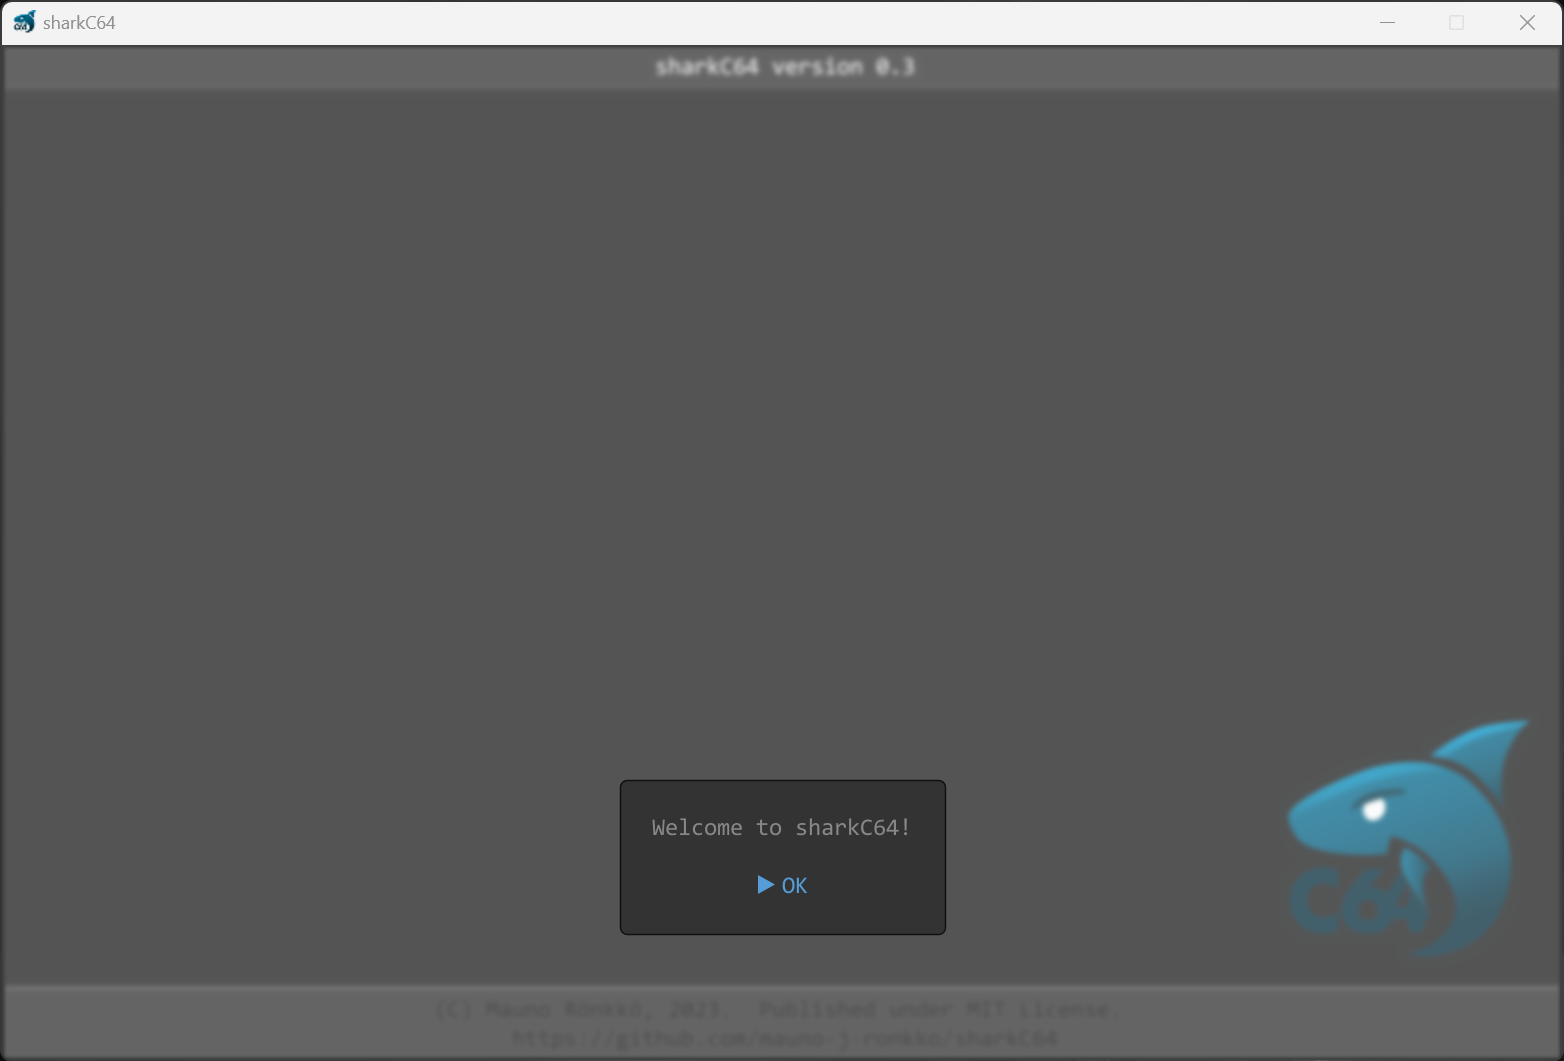 sharkC64
sharkC64 version 0.3
Welcome to sharkC64!
▶ OK
C64
(C) Mauno Rönkkö, 2023.  Published under MIT License.
https://github.com/mauno-j-ronkko/sharkC64